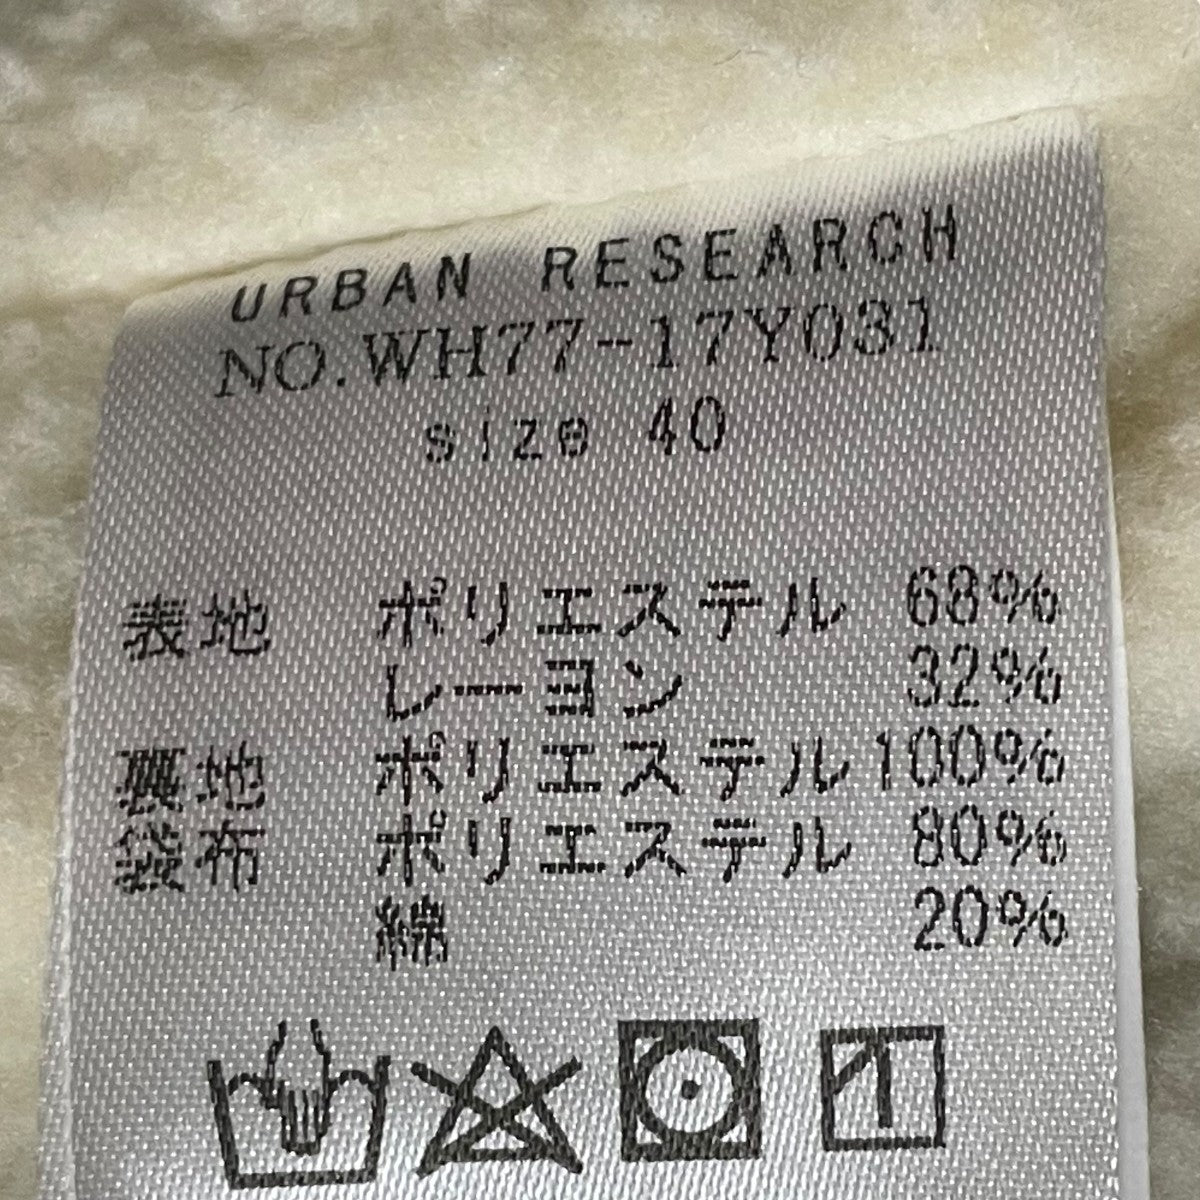 URBAN RESEARCH
NO.WH77-17Y031
size 40
表地 ポリエステル 68%
レーヨン 32%
裏地 ポリエステル 100%
袋布 ポリエステル 80%
綿 20%